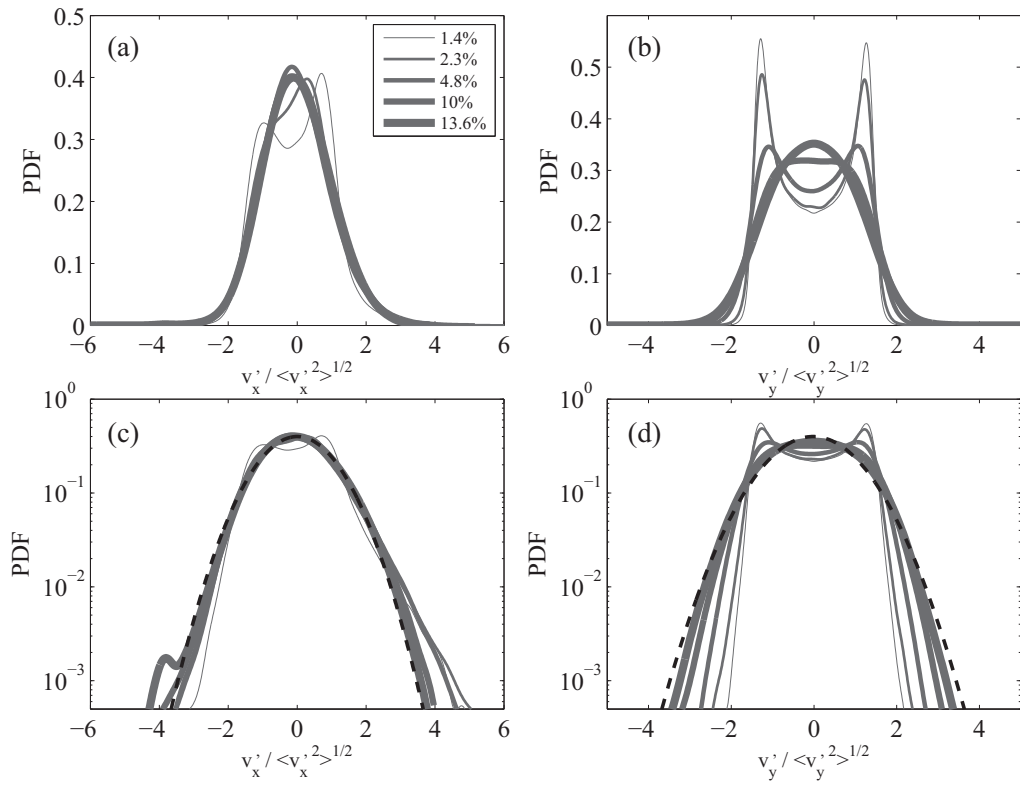 (a)
0.5
0.4
0.3
0.2
0.1
0
PDF
1.4%
2.3%
4.8%
10%
13.6%
−6 −4 −2 0 2 4 6
v_x' / <v_x'^2>^1/2
(b)
0.5
0.4
0.3
0.2
0.1
0
PDF
−4 −2 0 2 4
v_y' / <v_y'^2>^1/2
(c)
10^0
10^−1
10^−2
10^−3
PDF
−6 −4 −2 0 2 4 6
v_x' / <v_x'^2>^1/2
(d)
10^0
10^−1
10^−2
10^−3
PDF
−4 −2 0 2 4
v_y' / <v_y'^2>^1/2